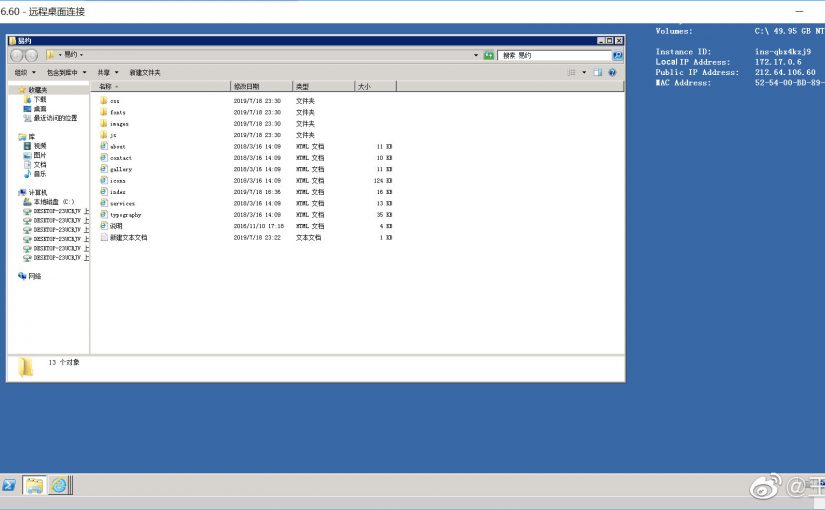 6.60 - 远程桌面连接
Volumes: C:\ 49.95 GB NT
Instance ID: ins-qbx4kzj9
Local IP Address: 172.17.0.6
Public IP Address: 212.64.106.60
MAC Address: 52-54-00-BD-89-
易约
易约
搜索 易约
组织 包含到库中 共享 新建文件夹
名称 修改日期 类型 大小
收藏夹
下载
桌面
最近访问的位置
库
视频
图片
文档
音乐
计算机
本地磁盘 (C:)
DESKTOP-23UCRJV 上
DESKTOP-23UCRJV 上
DESKTOP-23UCRJV 上
DESKTOP-23UCRJV 上
DESKTOP-23UCRJV 上
DESKTOP-23UCRJV 上
网络
css 2019/7/18 23:30 文件夹
fonts 2019/7/18 23:30 文件夹
images 2019/7/18 23:30 文件夹
js 2019/7/18 23:30 文件夹
about 2018/3/16 14:09 HTML 文档 11 KB
contact 2018/3/16 14:09 HTML 文档 10 KB
gallery 2018/3/16 14:09 HTML 文档 11 KB
icons 2018/3/16 14:09 HTML 文档 124 KB
index 2019/7/18 16:36 HTML 文档 16 KB
services 2018/3/16 14:09 HTML 文档 13 KB
typography 2018/3/16 14:09 HTML 文档 35 KB
说明 2016/11/10 17:18 HTML 文档 4 KB
新建文本文档 2019/7/18 23:22 文本文档 1 KB
13 个对象